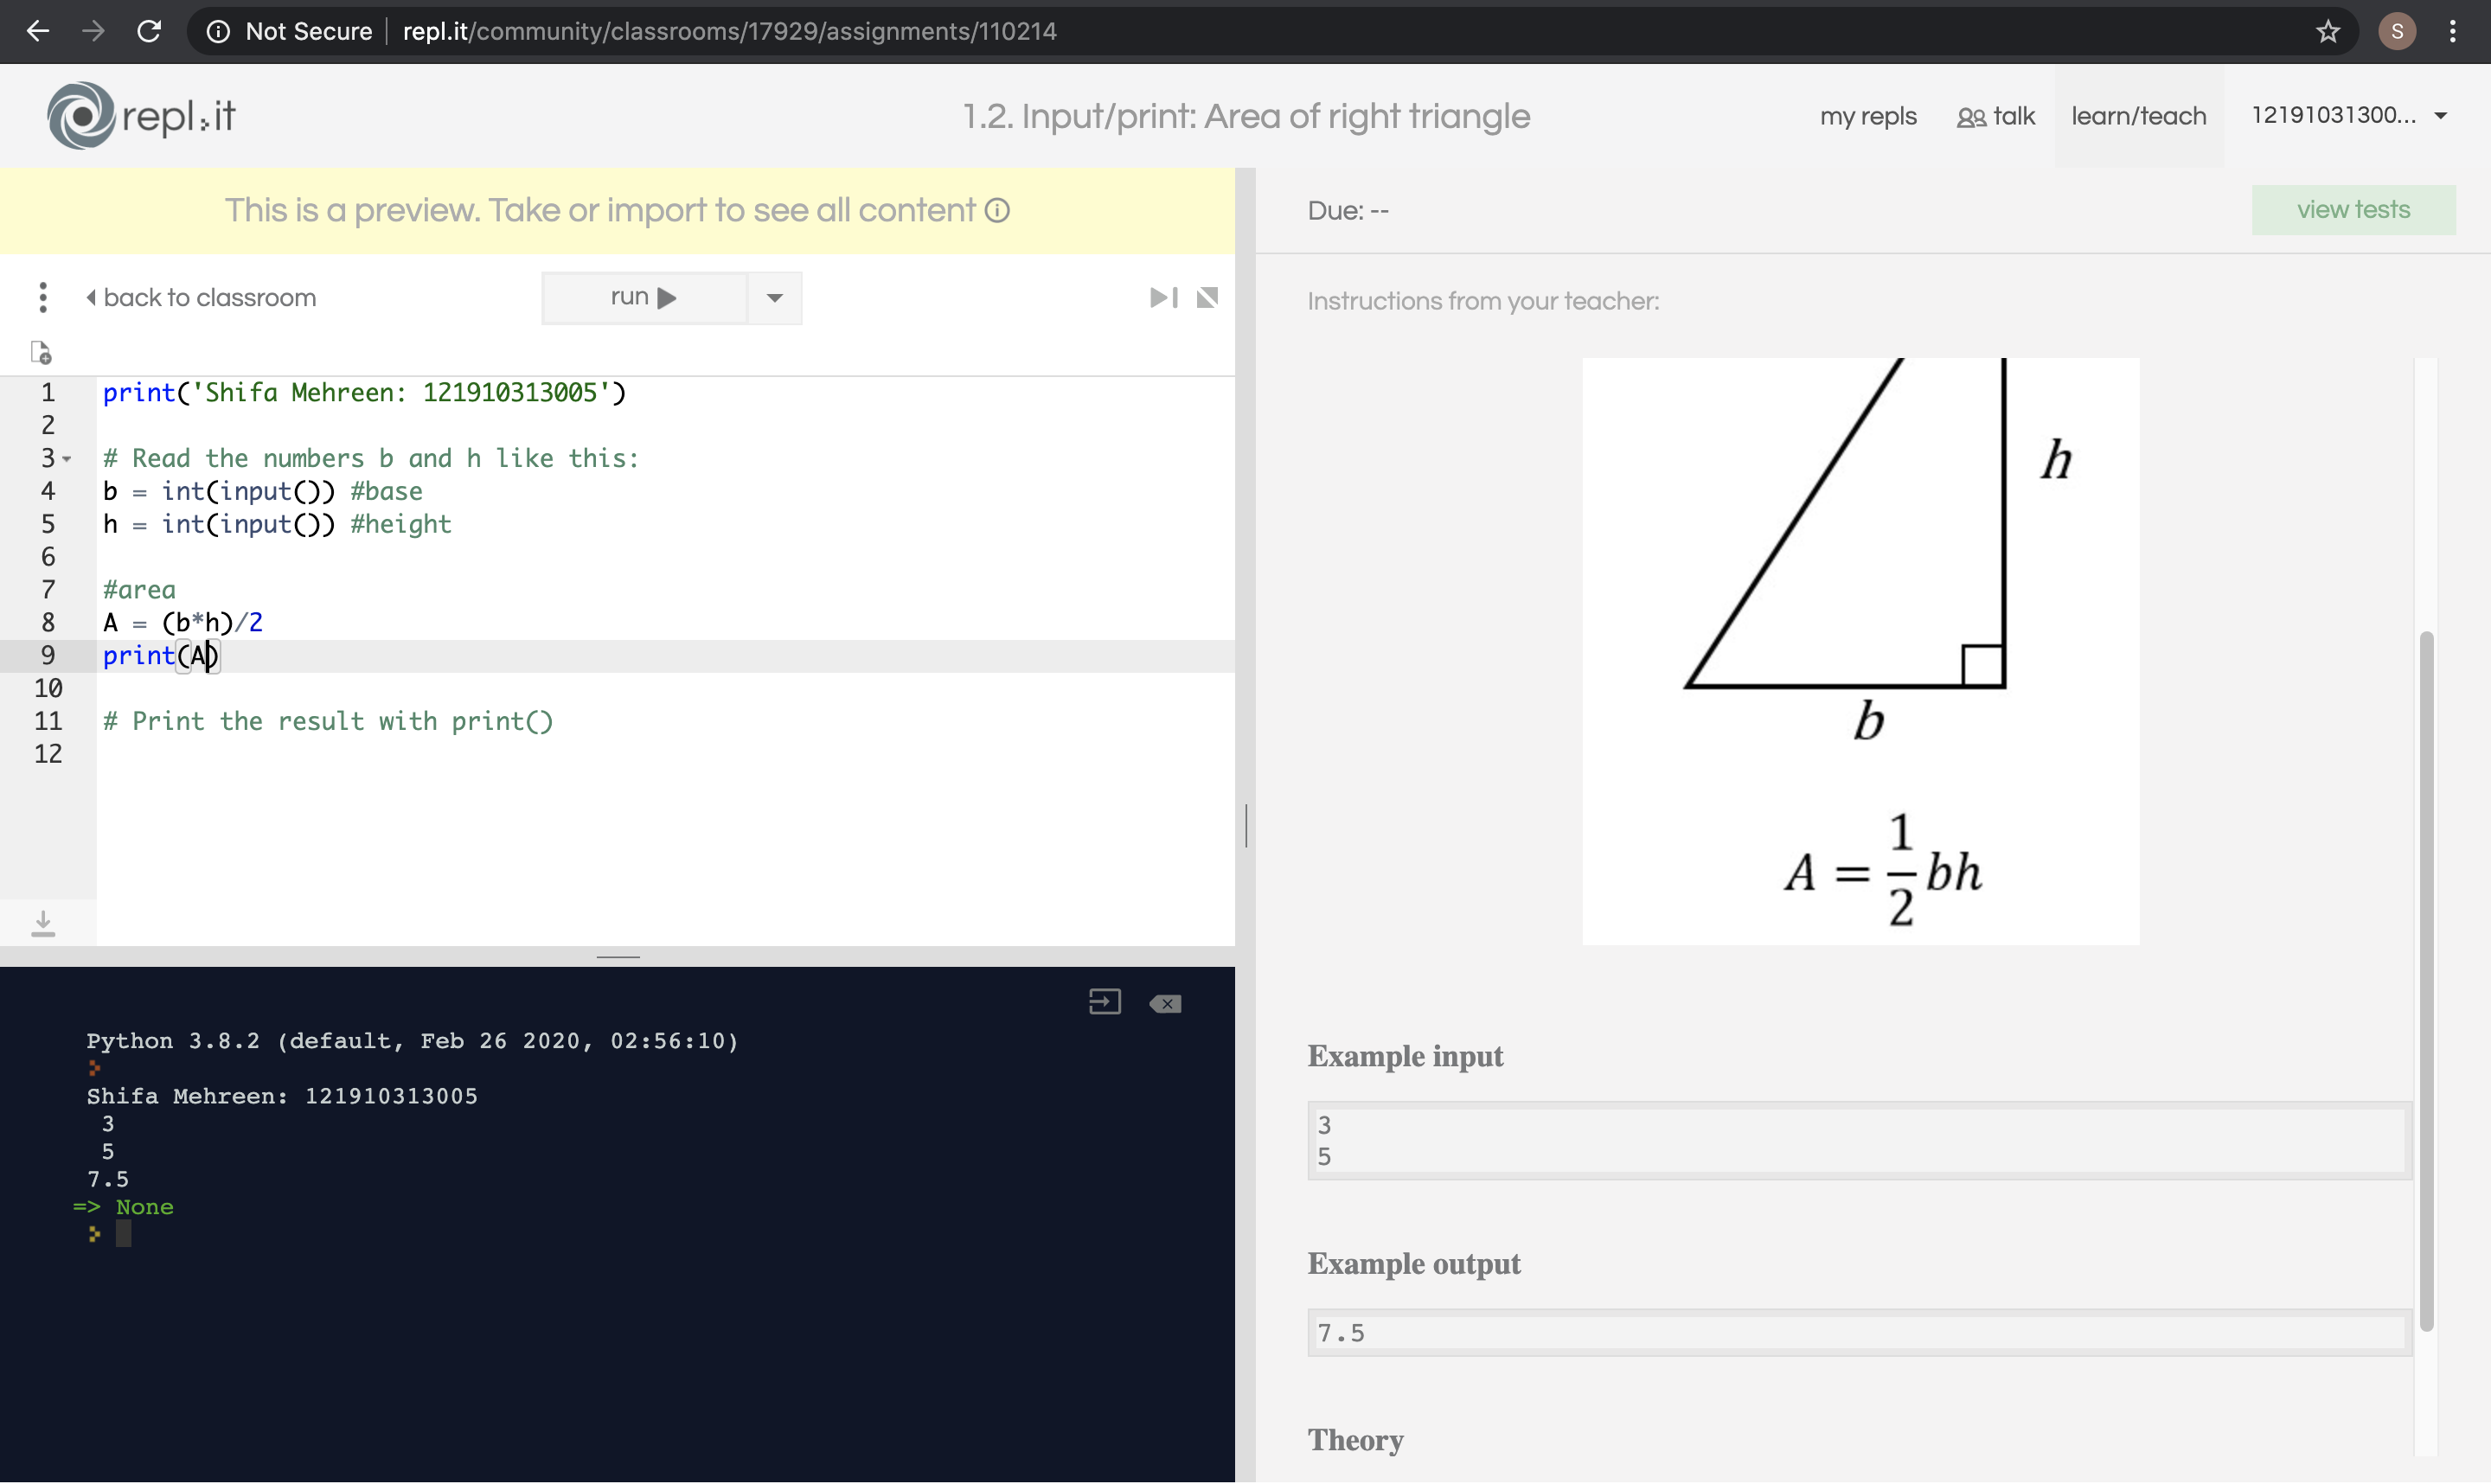 Not Secure | repl.it/community/classrooms/17929/assignments/110214
S
repl.it
1.2. Input/print: Area of right triangle
my repls talk learn/teach 12191031300...
This is a preview. Take or import to see all content
back to classroom
run
1 print('Shifa Mehreen: 121910313005')
2
3 # Read the numbers b and h like this:
4 b = int(input()) #base
5 h = int(input()) #height
6
7 #area
8 A = (b*h)/2
9 print(A)
10
11 # Print the result with print()
12
Python 3.8.2 (default, Feb 26 2020, 02:56:10)
Shifa Mehreen: 121910313005
3
5
7.5
=> None
Due: --
view tests
Instructions from your teacher:
h
b
A = 1/2 bh
Example input
3
5
Example output
7.5
Theory